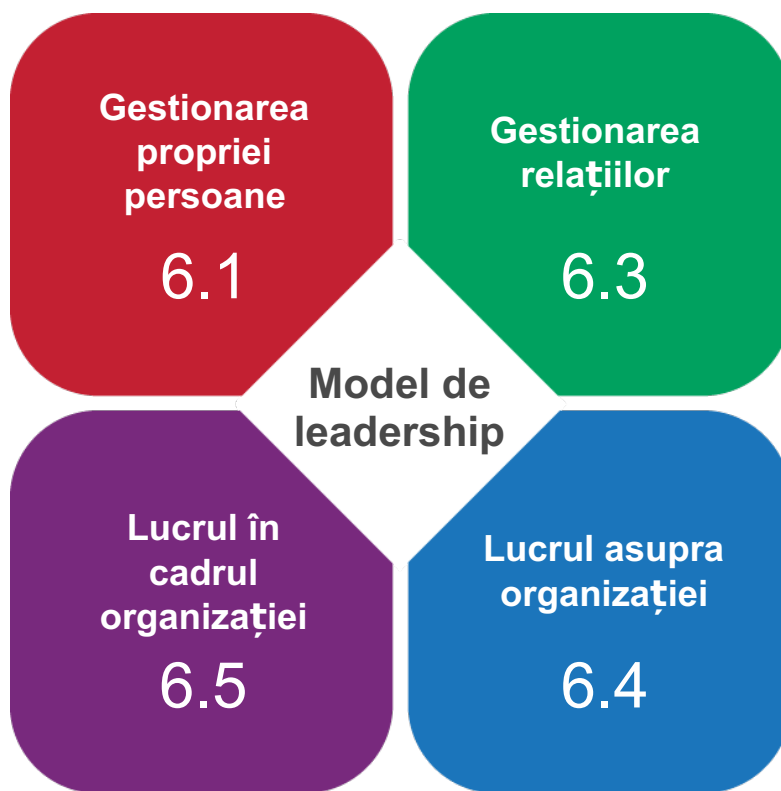 Gestionarea
propriei
persoane
6.1
Gestionarea
relațiilor
6.3
Model de
leadership
Lucrul în
cadrul
organizației
6.5
Lucrul asupra
organizației
6.4